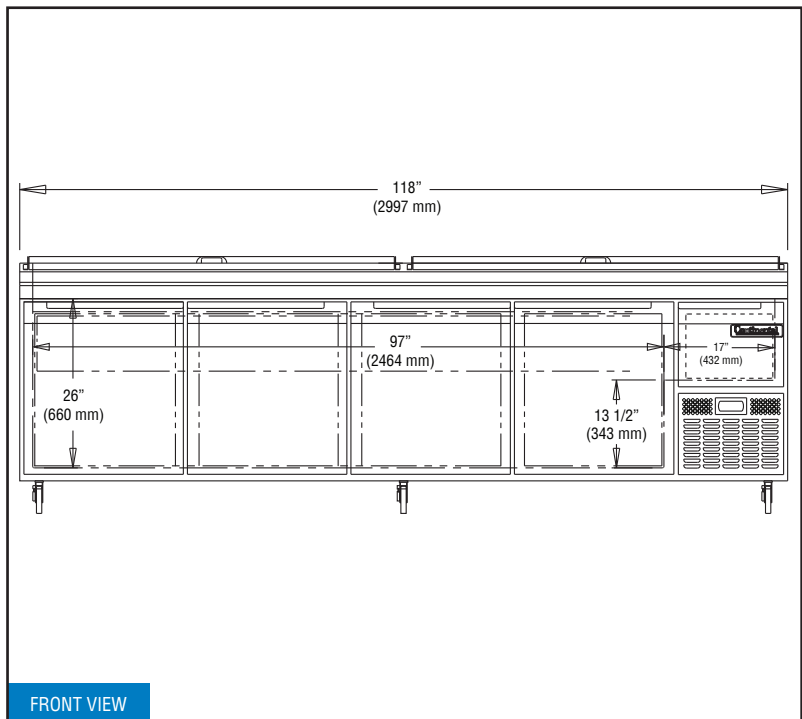 118”
(2997 mm)
Continental
97”
(2464 mm)
17”
(432 mm)
26”
(660 mm)
13 1/2”
(343 mm)
FRONT VIEW